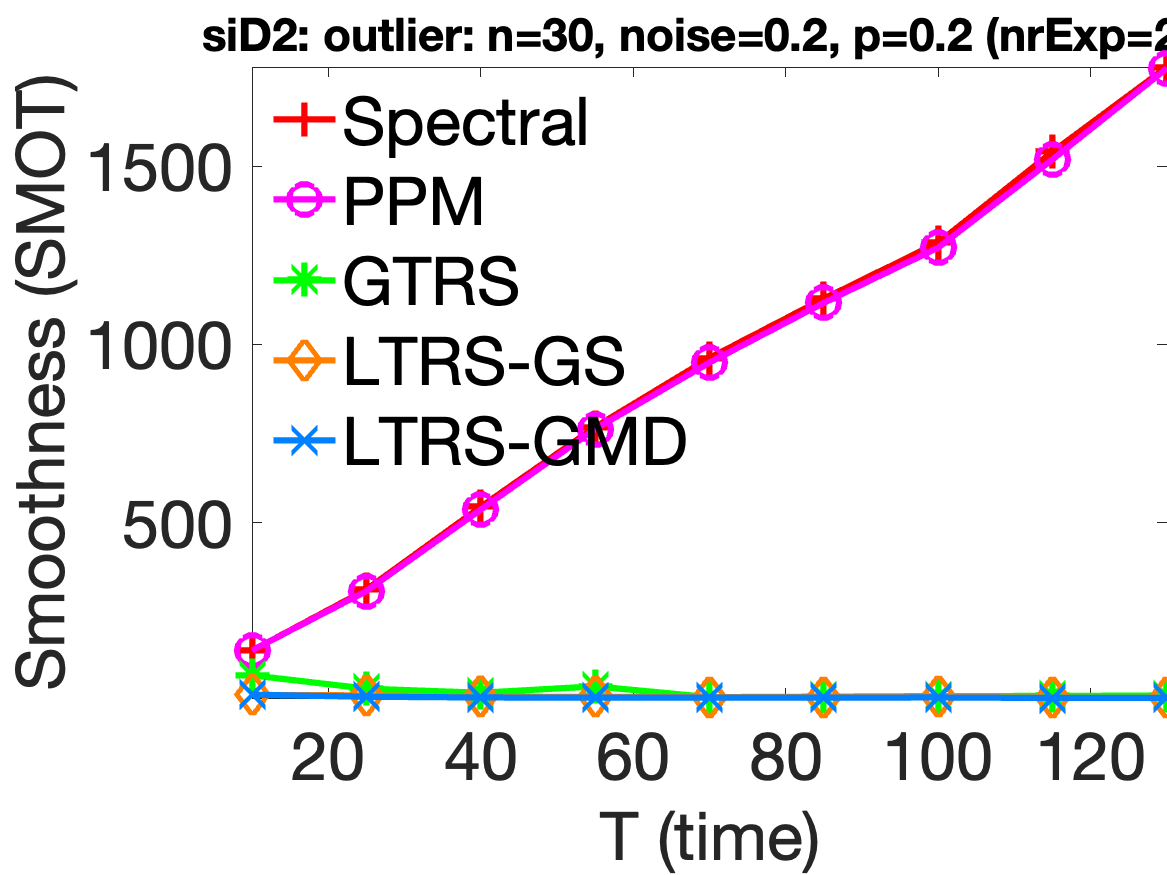 siD2: outlier: n=30, noise=0.2, p=0.2 (nrExp=2
Smoothness (SMOT)
1500
1000
500
Spectral
PPM
GTRS
LTRS-GS
LTRS-GMD
20 40 60 80 100 120
T (time)